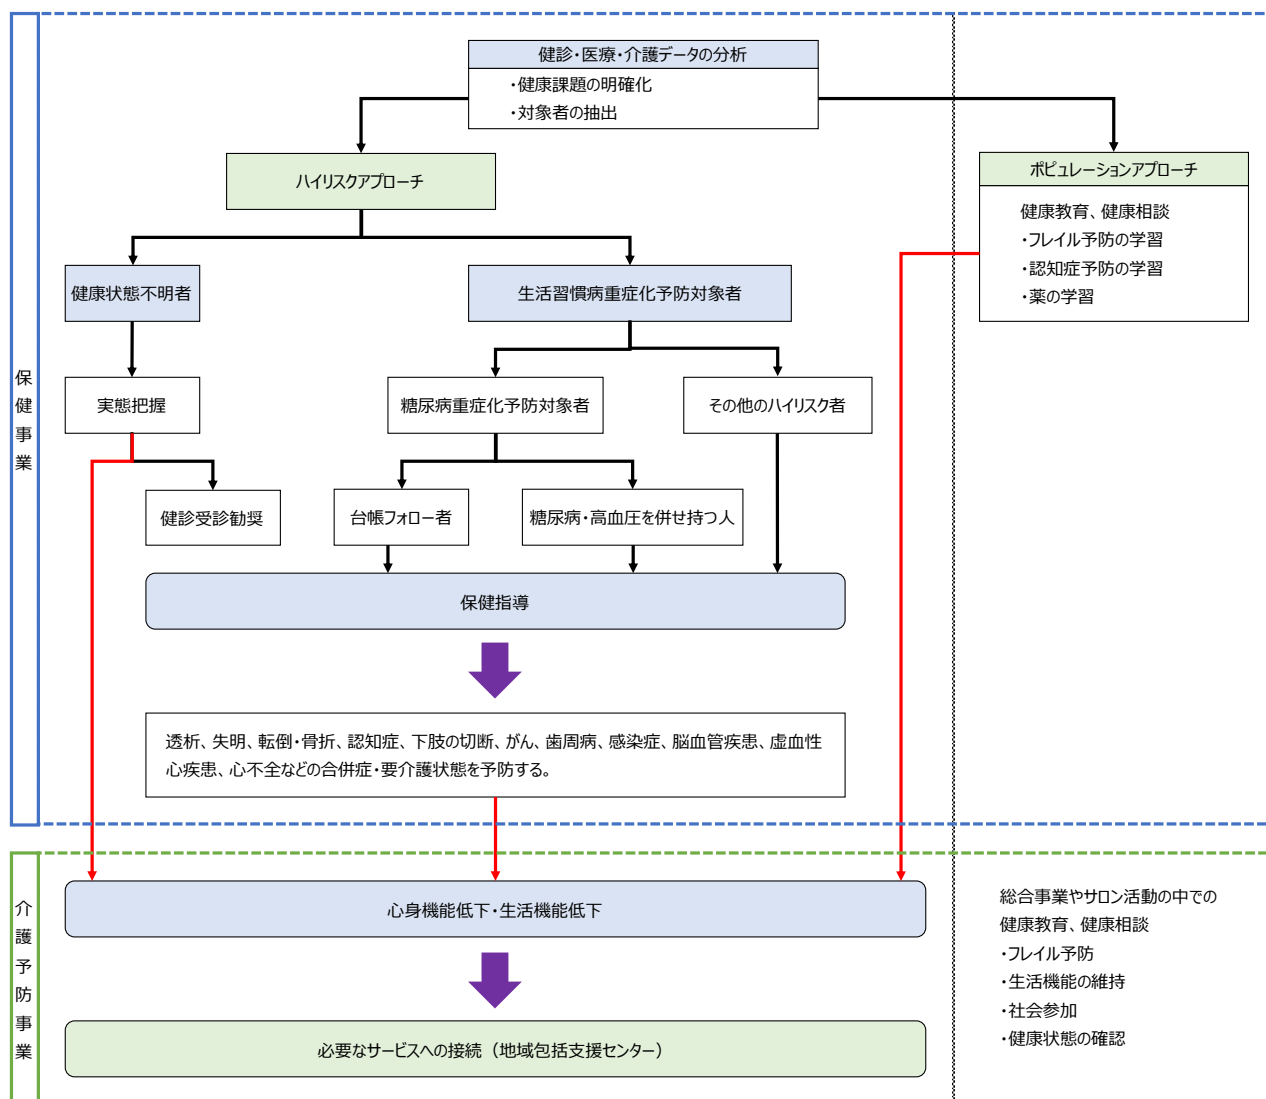 健診・医療・介護データの分析
・健康課題の明確化
・対象者の抽出
ハイリスクアプローチ
ポピュレーションアプローチ
健康教育、健康相談
・フレイル予防の学習
・認知症予防の学習
・薬の学習
健康状態不明者
生活習慣病重症化予防対象者
保健事業
実態把握
糖尿病重症化予防対象者
その他のハイリスク者
健診受診勧奨
台帳フォロー者
糖尿病・高血圧を併せ持つ人
保健指導
透析、失明、転倒・骨折、認知症、下肢の切断、がん、歯周病、感染症、脳血管疾患、虚血性
心疾患、心不全などの合併症・要介護状態を予防する。
介護予防事業
心身機能低下・生活機能低下
必要なサービスへの接続（地域包括支援センター）
総合事業やサロン活動の中での
健康教育、健康相談
・フレイル予防
・生活機能の維持
・社会参加
・健康状態の確認